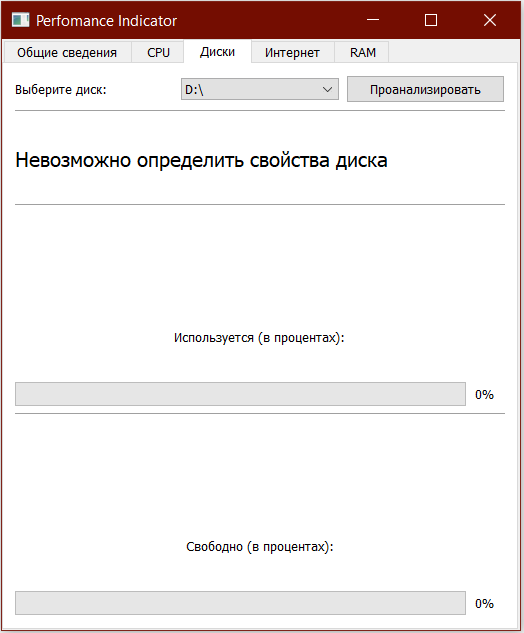 Perfomance Indicator
Общие сведения CPU Диски Интернет RAM
Выберите диск: D:\ Проанализировать
Невозможно определить свойства диска
Используется (в процентах):
0%
Свободно (в процентах):
0%